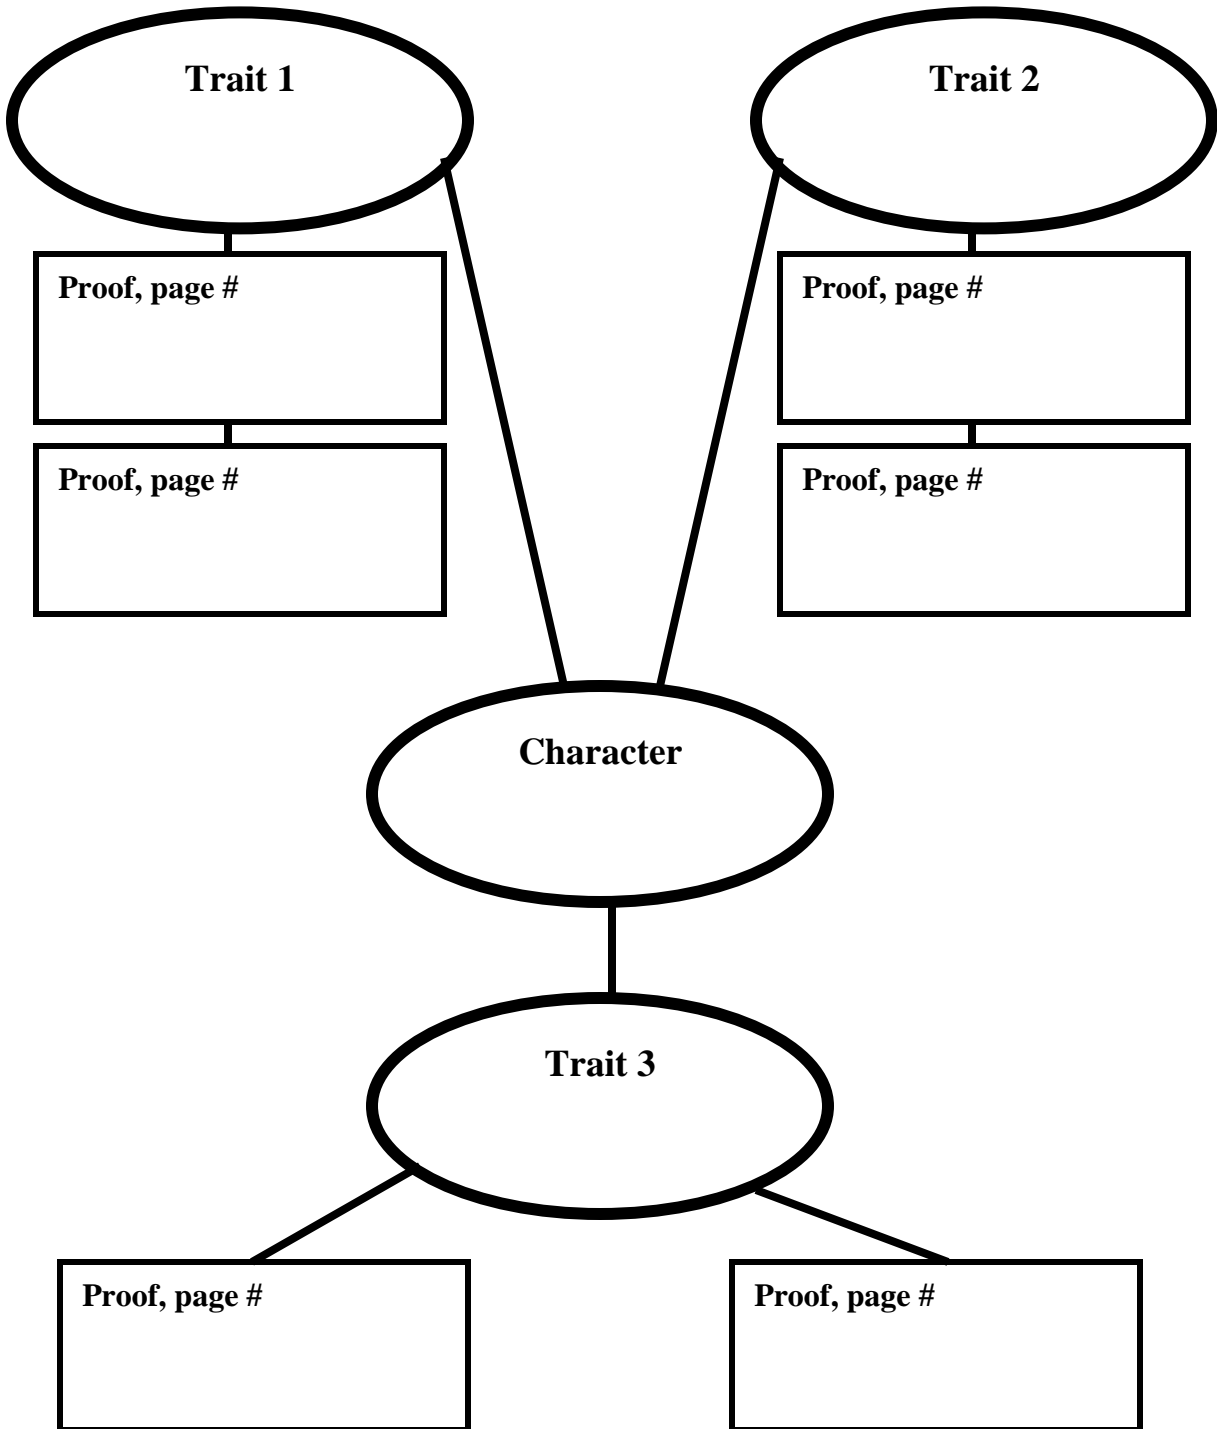 Trait 1
Trait 2
Proof, page #
Proof, page #
Proof, page #
Proof, page #
Character
Trait 3
Proof, page #
Proof, page #